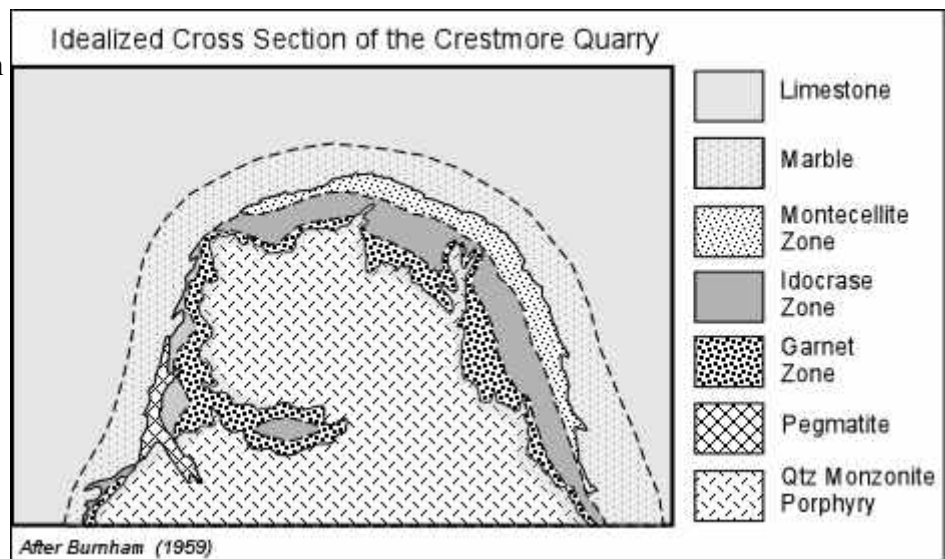 Idealized Cross Section of the Crestmore Quarry
Limestone
Marble
Montecellite
Zone
Idocrase
Zone
Garnet
Zone
Pegmatite
Qtz Monzonite
Porphyry
After Burnham (1959)